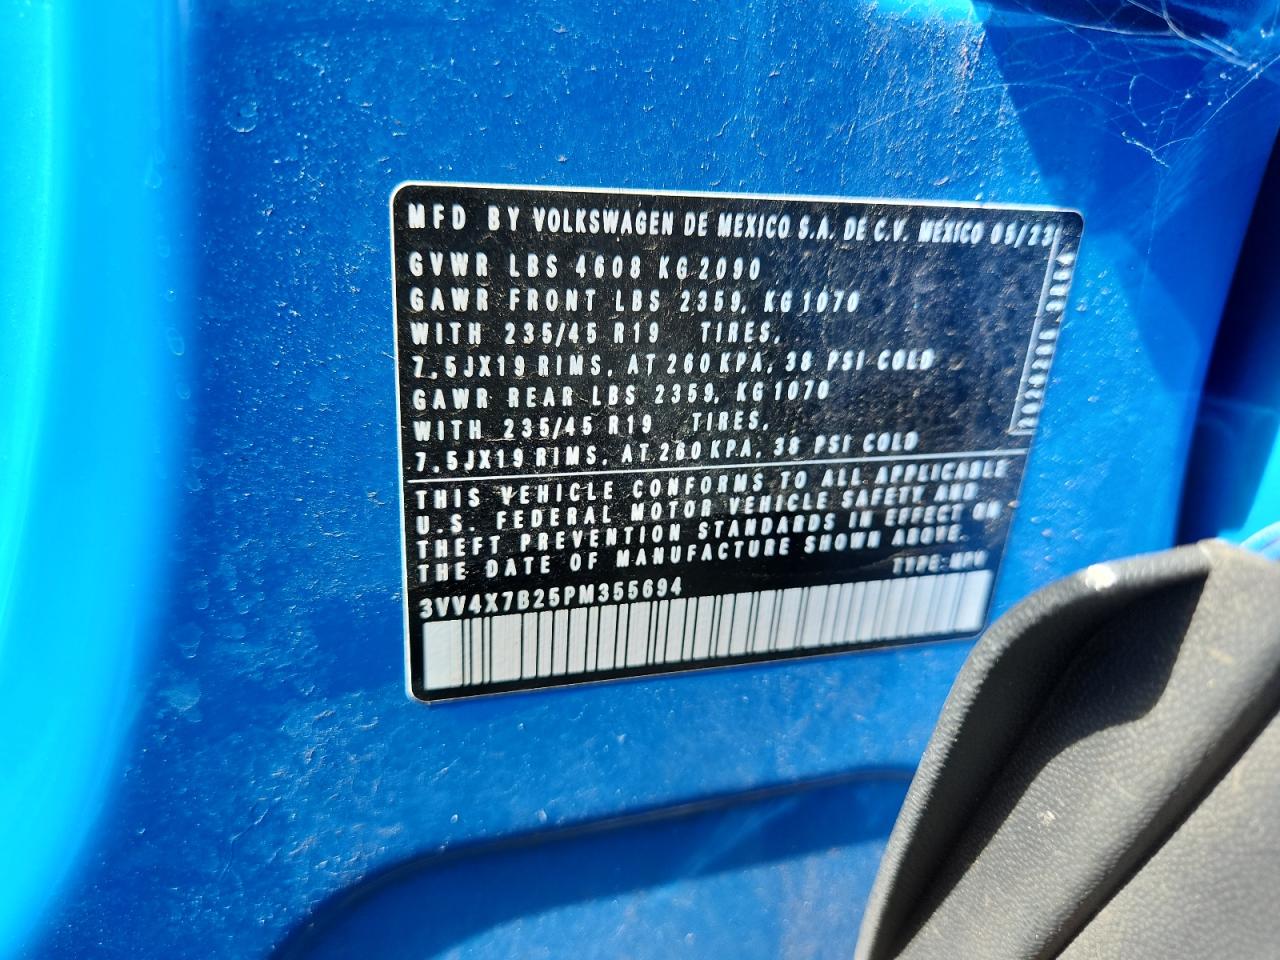 MFD BY VOLKSWAGEN DE MEXICO S.A. DE C.V. MEXICO 05/23
GVWR LBS 4608 KG 2090
GAWR FRONT LBS 2359, KG 1070
WITH 235/45 R19 TIRES,
7.5JX19 RIMS, AT 260 KPA, 38 PSI COLD
GAWR REAR LBS 2359, KG 1070
WITH 235/45 R19 TIRES,
7.5JX19 RIMS, AT 260 KPA, 38 PSI COLD
THIS VEHICLE CONFORMS TO ALL APPLICABLE
U.S. FEDERAL MOTOR VEHICLE SAFETY AND
THEFT PREVENTION STANDARDS IN EFFECT ON
THE DATE OF MANUFACTURE SHOWN ABOVE.
TYPE: MPV
3VV4X7B25PM355694